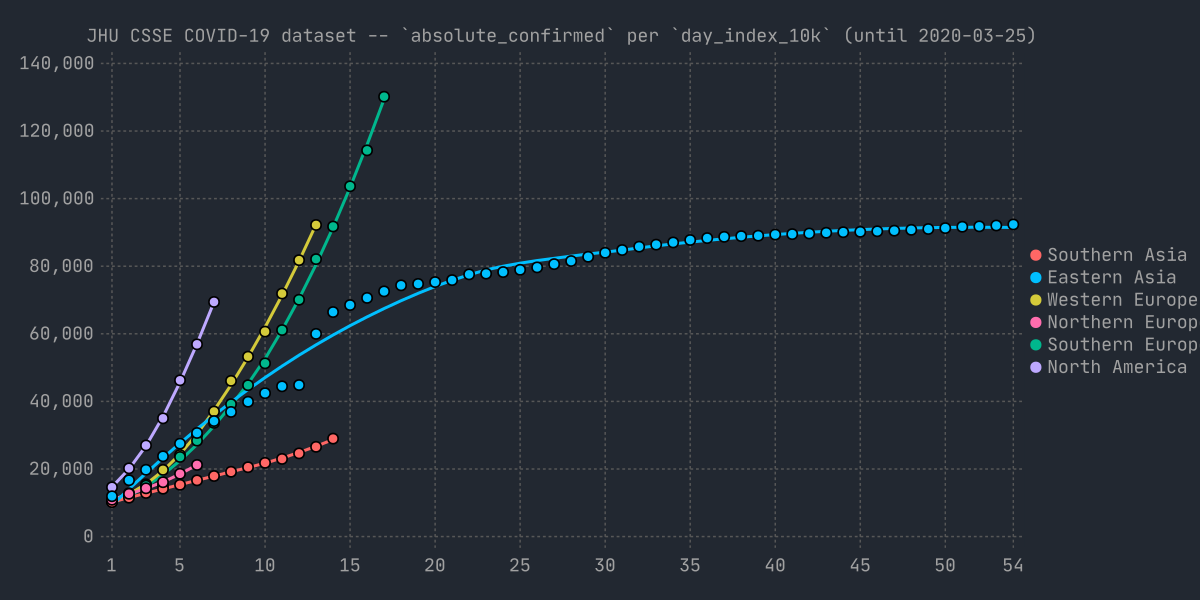 JHU CSSE COVID-19 dataset -- `absolute_confirmed` per `day_index_10k` (until 2020-03-25)
140,000
120,000
100,000
80,000
60,000
40,000
20,000
0
1 5 10 15 20 25 30 35 40 45 50 54
Southern Asia
Eastern Asia
Western Europe
Northern Europ
Southern Europ
North America